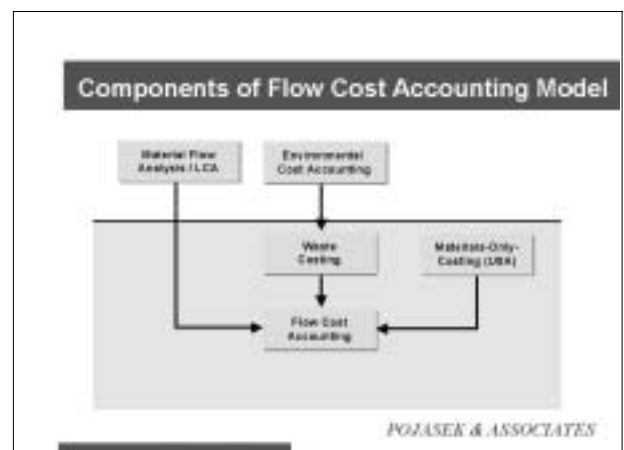 Components of Flow Cost Accounting Model
Material Flow
Analysis / LCA
Environmental
Cost Accounting
Waste
Costing
Materials-Only-
Costing (USA)
Flow Cost
Accounting
POJASEK & ASSOCIATES